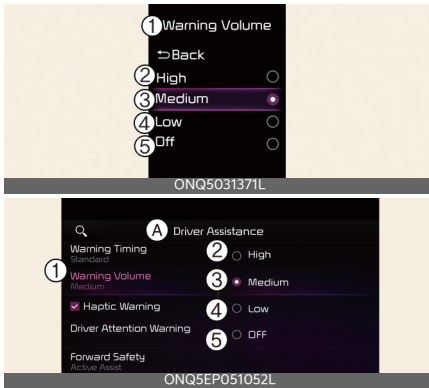 ① Warning Volume
Back
② High
③ Medium
④ Low
⑤ Off
ONQ5031371L
Ⓐ Driver Assistance
Warning Timing
Standard
② High
① Warning Volume
Medium
③ Medium
Haptic Warning
④ Low
Driver Attention Warning
⑤ OFF
Forward Safety
Active Assist
ONQ5EP051052L